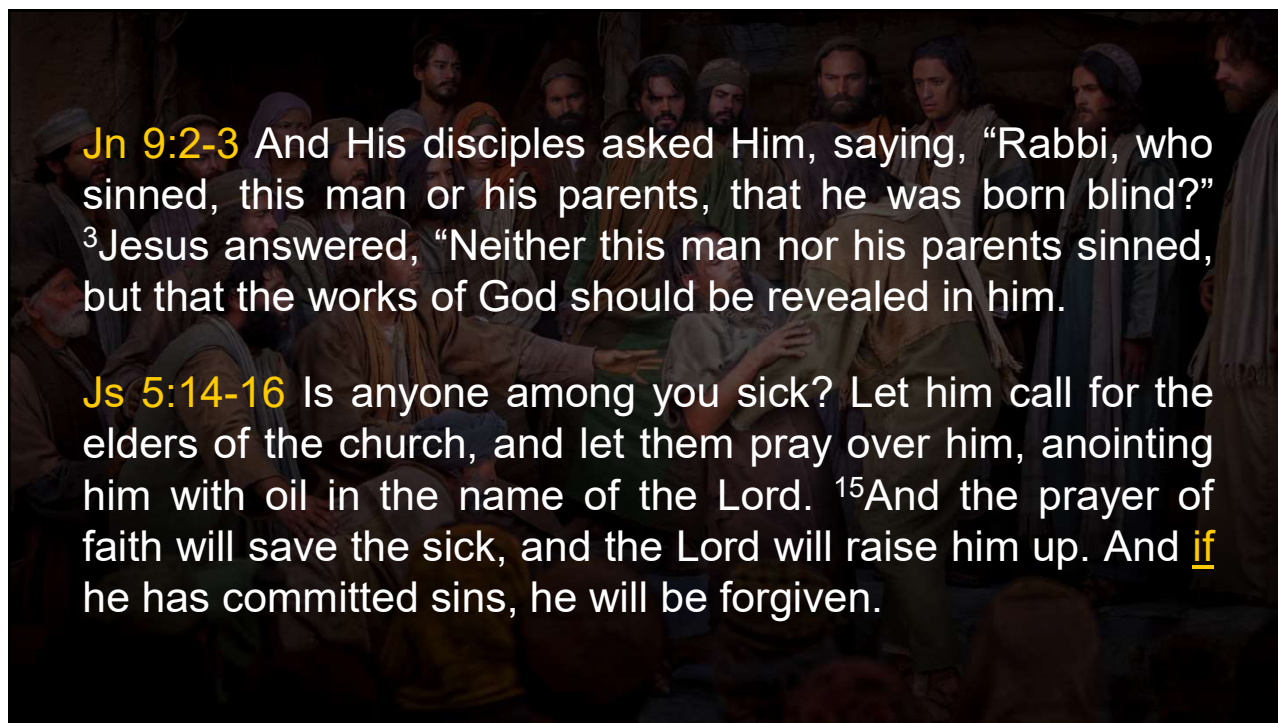 Jn 9:2-3 And His disciples asked Him, saying, “Rabbi, who
sinned, this man or his parents, that he was born blind?”
³Jesus answered, “Neither this man nor his parents sinned,
but that the works of God should be revealed in him.
Js 5:14-16 Is anyone among you sick? Let him call for the
elders of the church, and let them pray over him, anointing
him with oil in the name of the Lord. ¹⁵And the prayer of
faith will save the sick, and the Lord will raise him up. And if
he has committed sins, he will be forgiven.